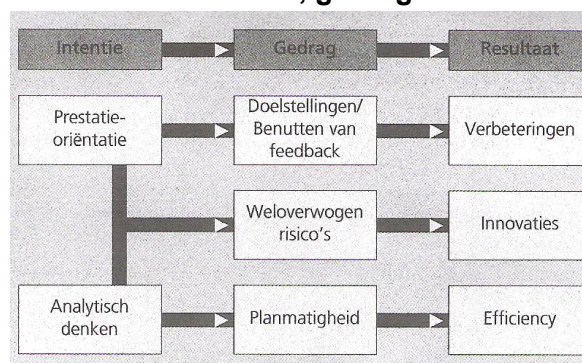 Intentie
Gedrag
Resultaat
Prestatie-
oriëntatie
Doelstellingen/
Benutten van
feedback
Verbeteringen
Weloverwogen
risico's
Innovaties
Analytisch
denken
Planmatigheid
Efficiency